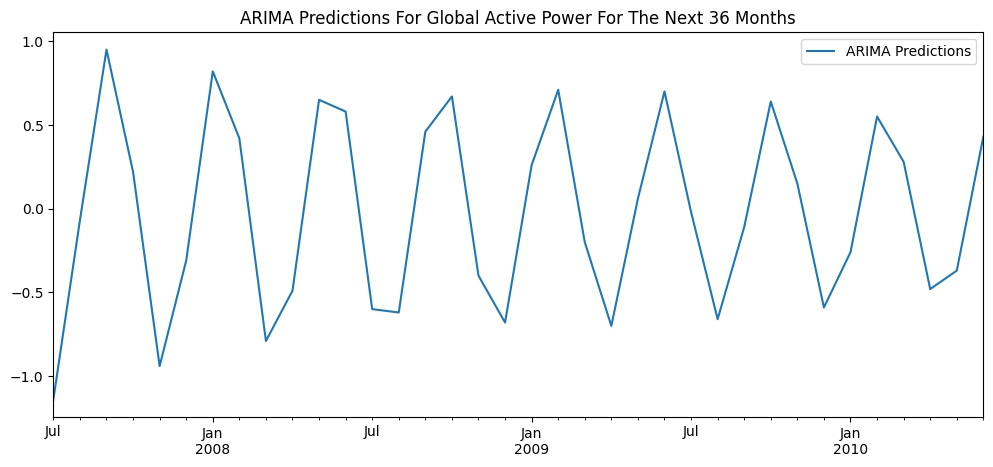 ARIMA Predictions For Global Active Power For The Next 36 Months
ARIMA Predictions
1.0
0.5
0.0
−0.5
−1.0
Jul Jan Jul Jan Jul Jan
2008 2009 2010